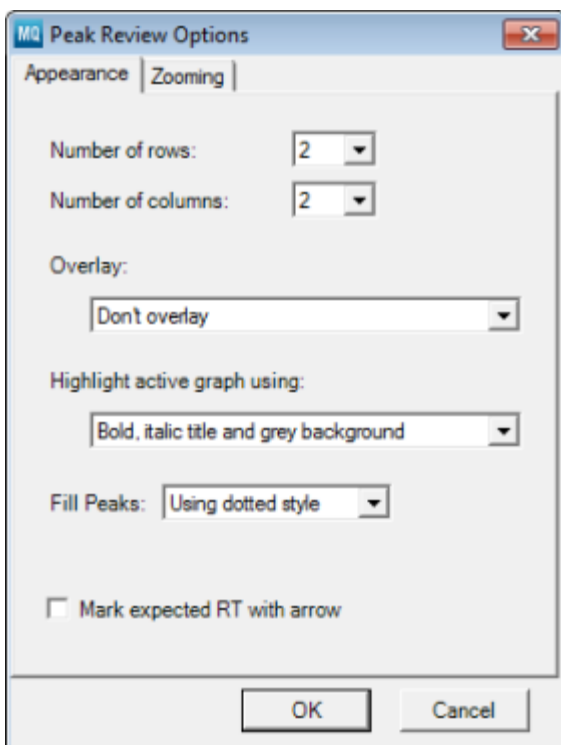 MQ Peak Review Options
Appearance Zooming
Number of rows: 2
Number of columns: 2
Overlay:
Don't overlay
Highlight active graph using:
Bold, italic title and grey background
Fill Peaks: Using dotted style
Mark expected RT with arrow
OK Cancel